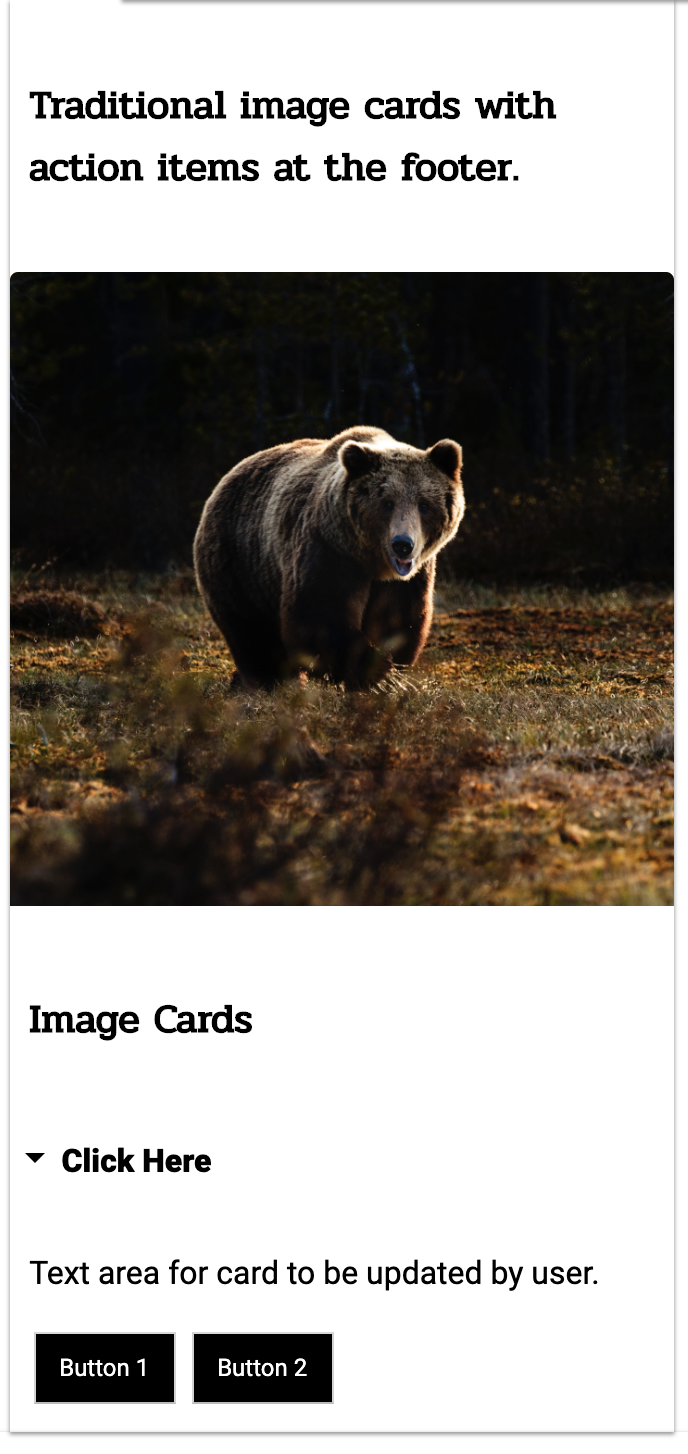 Traditional image cards with
action items at the footer.
Image Cards
Click Here
Text area for card to be updated by user.
Button 1 Button 2